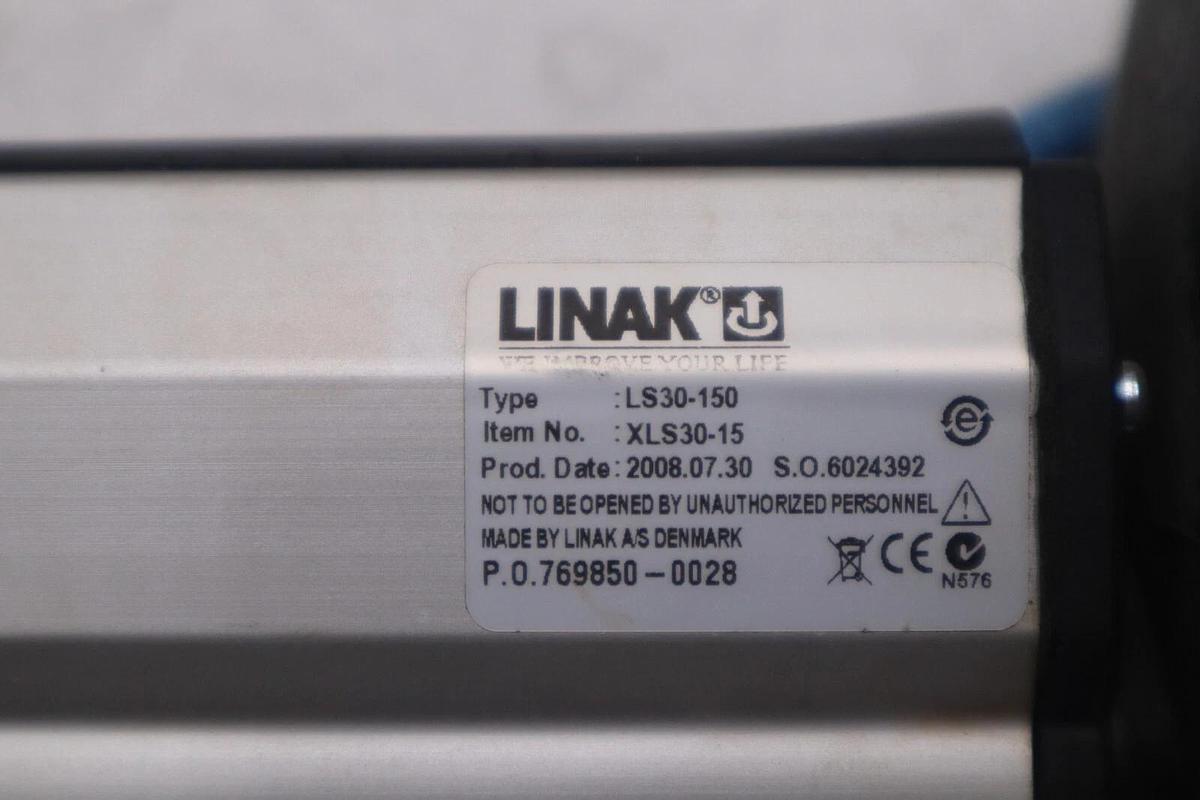 LINAK®
WE IMPROVE YOUR LIFE
Type :LS30-150
Item No. :XLS30-15
Prod. Date:2008.07.30 S.O.6024392
NOT TO BE OPENED BY UNAUTHORIZED PERSONNEL
MADE BY LINAK A/S DENMARK
P.O.769850-0028
e
!
CE
N576